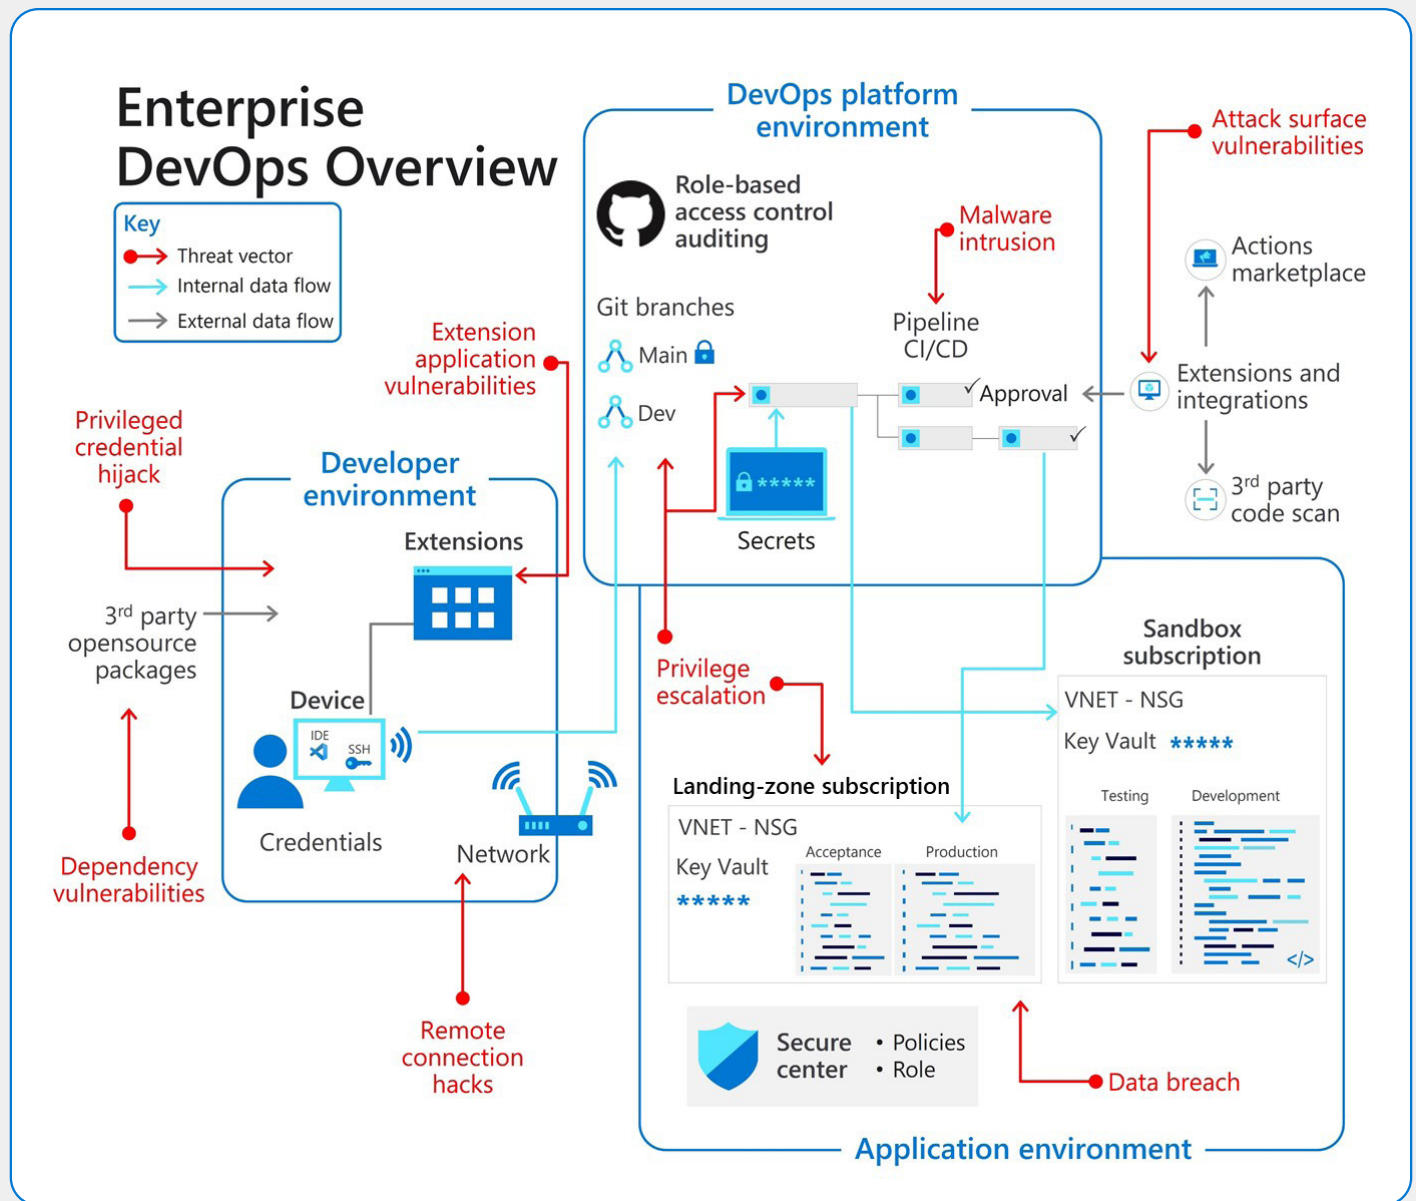 Enterprise
DevOps Overview
Key
Threat vector
Internal data flow
External data flow
DevOps platform
environment
Role-based
access control
auditing
Malware
intrusion
Attack surface
vulnerabilities
Actions
marketplace
Git branches
Main
Dev
Pipeline
CI/CD
Approval
Extensions and
integrations
3rd party
code scan
*****
Secrets
Extension
application
vulnerabilities
Privileged
credential
hijack
Developer
environment
Extensions
3rd party
opensource
packages
Device
IDE
SSH
Credentials
Network
Dependency
vulnerabilities
Remote
connection
hacks
Privilege
escalation
Sandbox
subscription
VNET - NSG
Key Vault *****
Testing
Development
</>
Landing-zone subscription
VNET - NSG
Key Vault
*****
Acceptance
Production
Secure
center
• Policies
• Role
Data breach
Application environment